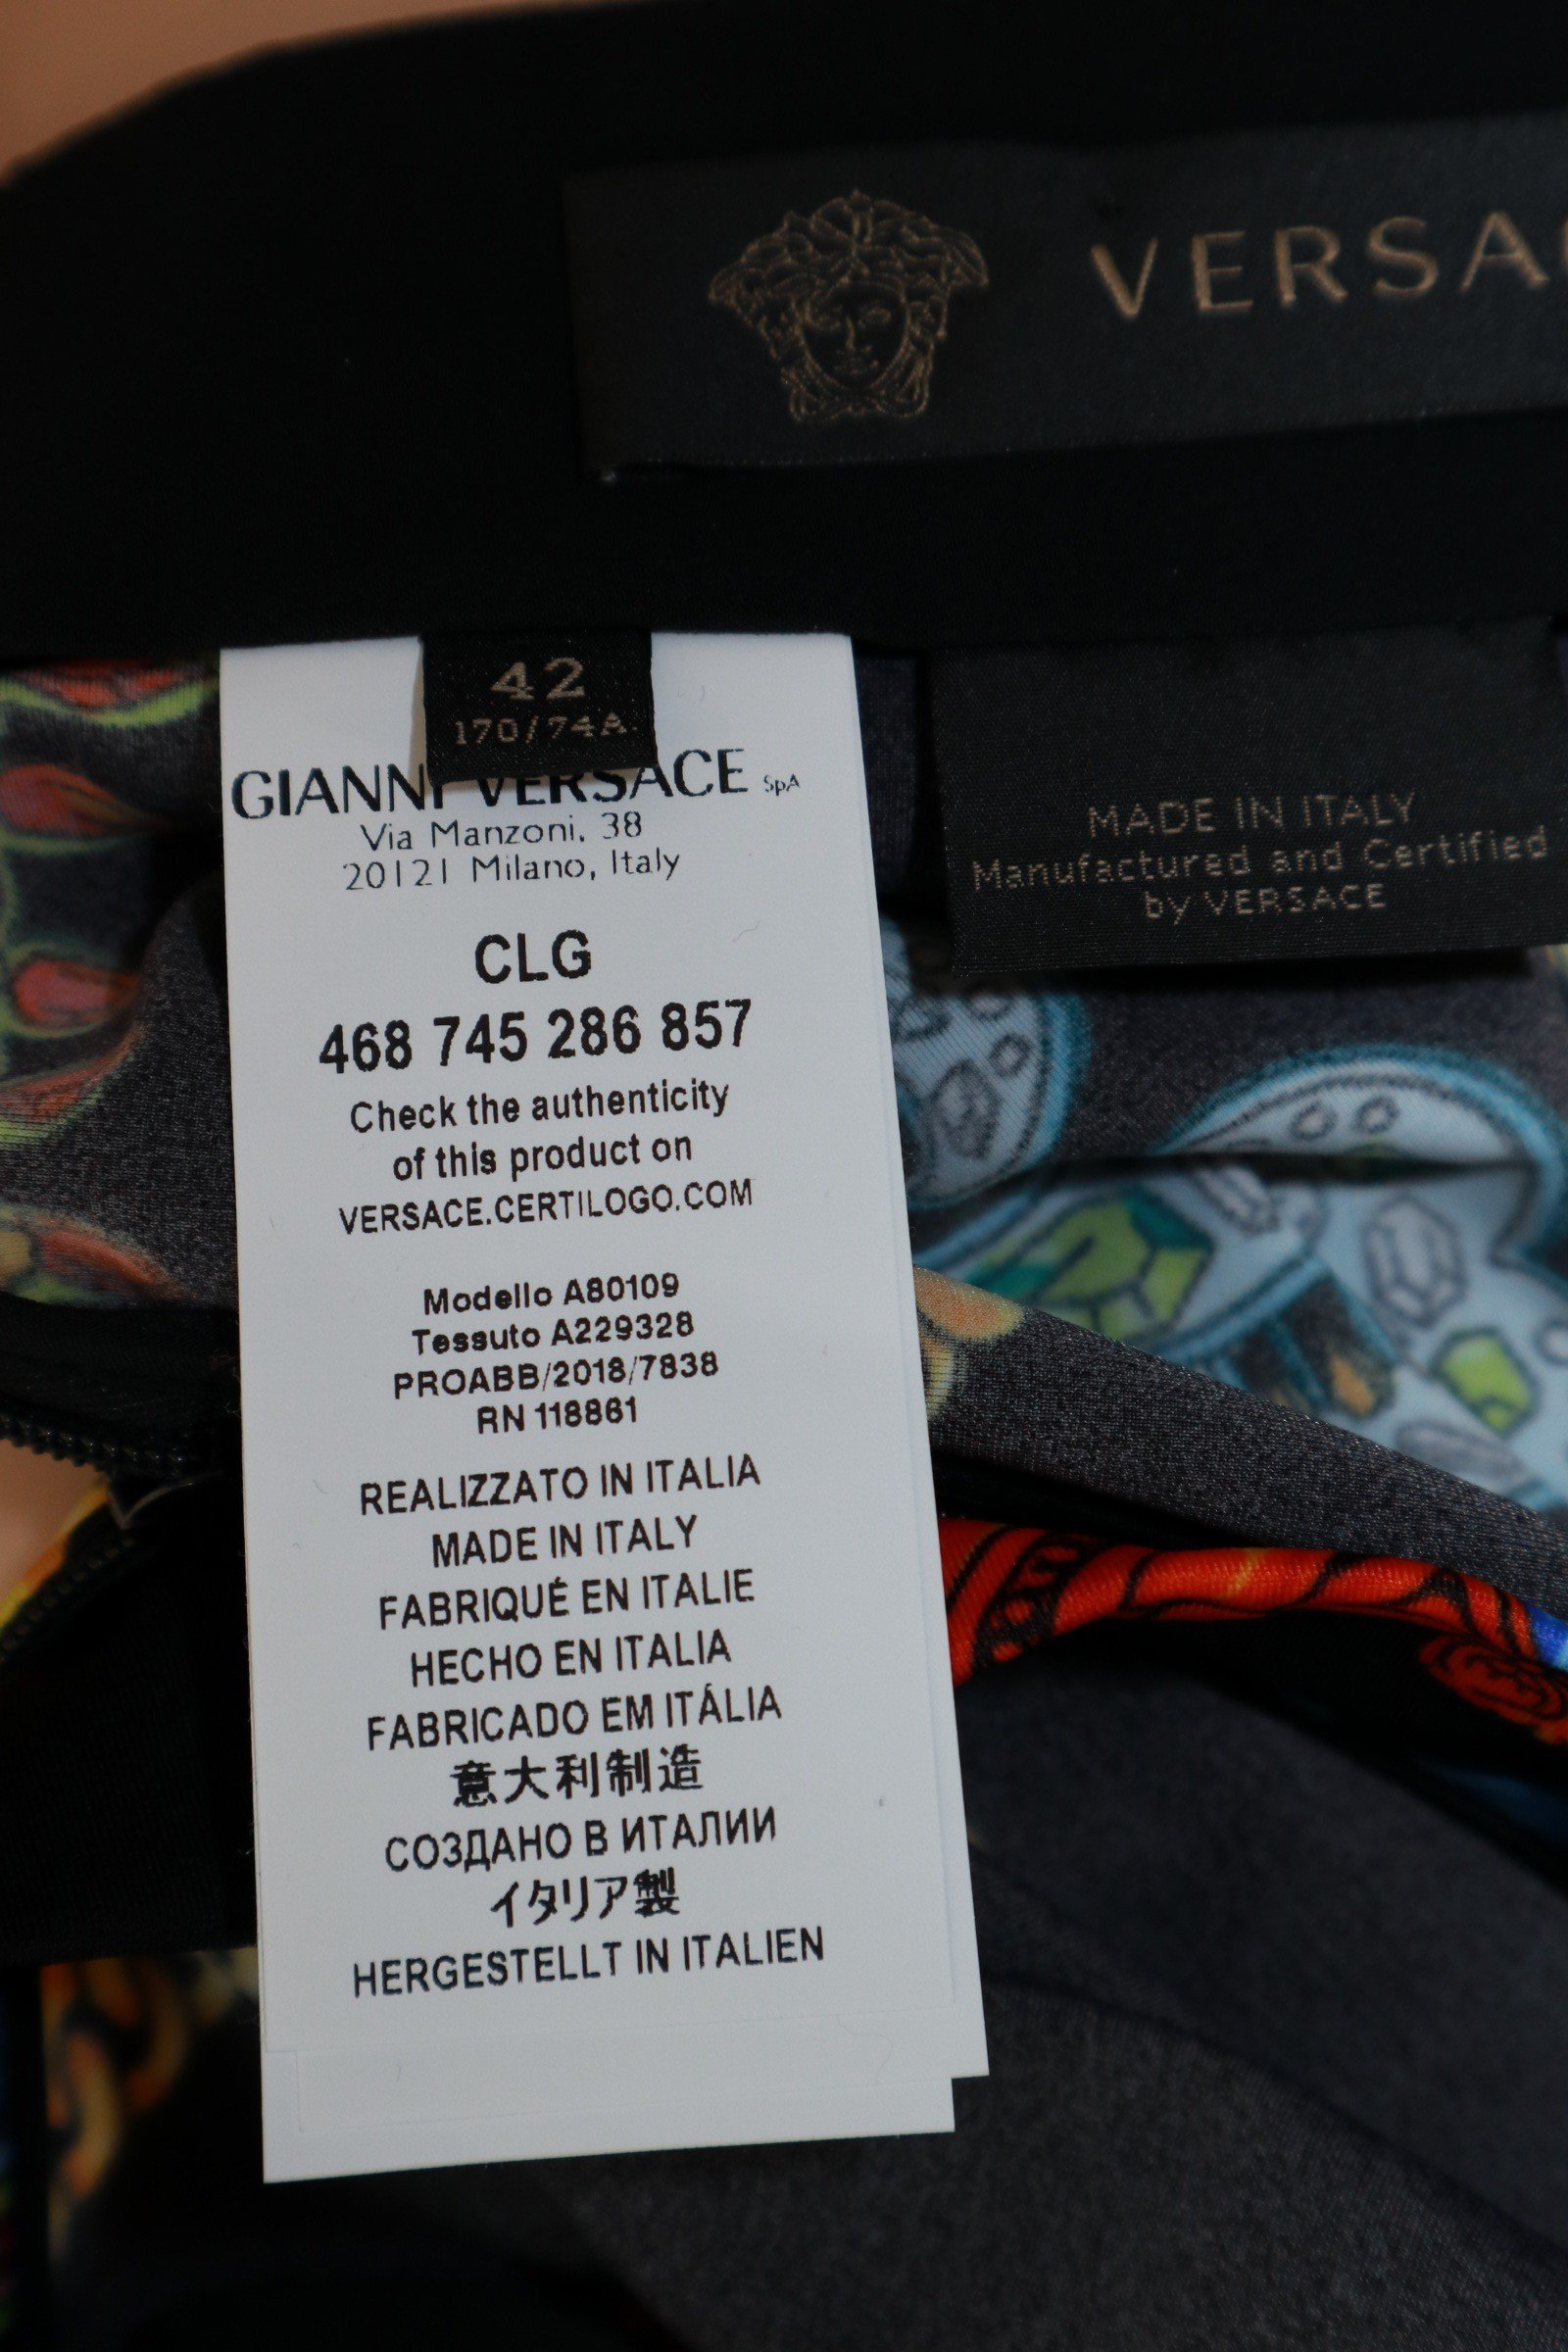 VERSA
42
170/74A
GIANNI VERSACE SpA
Via Manzoni, 38
20121 Milano, Italy
CLG
468 745 286 857
Check the authenticity
of this product on
VERSACE.CERTILOGO.COM
Modello A80109
Tessuto A229328
PROABB/2018/7838
RN 118861
REALIZZATO IN ITALIA
MADE IN ITALY
FABRIQUÉ EN ITALIE
HECHO EN ITALIA
FABRICADO EM ITÁLIA
意大利制造
СОЗДАНО В ИТАЛИИ
イタリア製
HERGESTELLT IN ITALIEN
MADE IN ITALY
Manufactured and Certified
by VERSACE